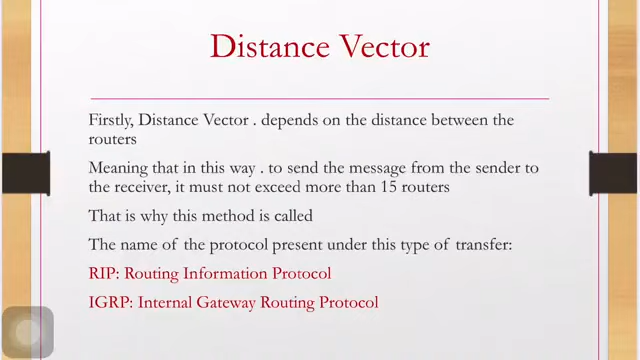 Distance Vector
Firstly, Distance Vector . depends on the distance between the
routers
Meaning that in this way . to send the message from the sender to
the receiver, it must not exceed more than 15 routers
That is why this method is called
The name of the protocol present under this type of transfer:
RIP: Routing Information Protocol
IGRP: Internal Gateway Routing Protocol